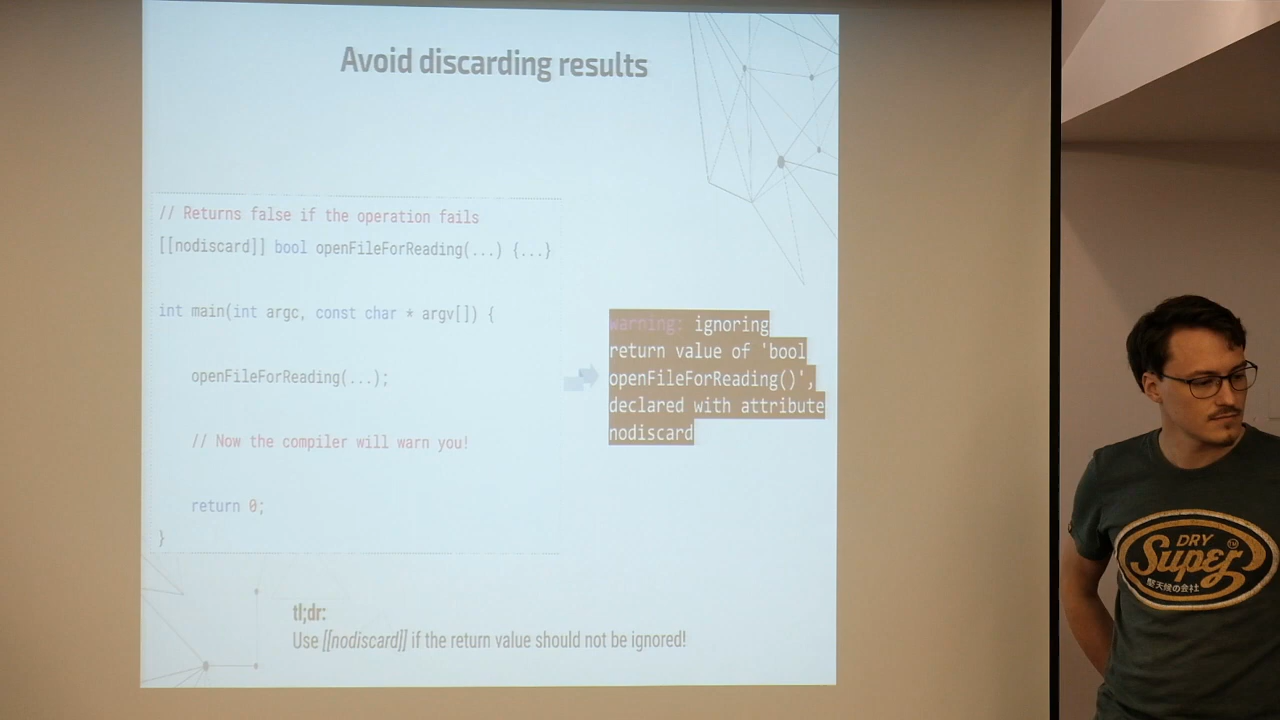 Avoid discarding results
// Returns false if the operation fails
[[nodiscard]] bool openFileForReading(...) {...}
int main(int argc, const char * argv[]) {
openFileForReading(...);
// Now the compiler will warn you!
return 0;
}
warning: ignoring
return value of 'bool
openFileForReading()',
declared with attribute
nodiscard
tl;dr:
Use [[nodiscard]] if the return value should not be ignored!
DRY
Super
TM